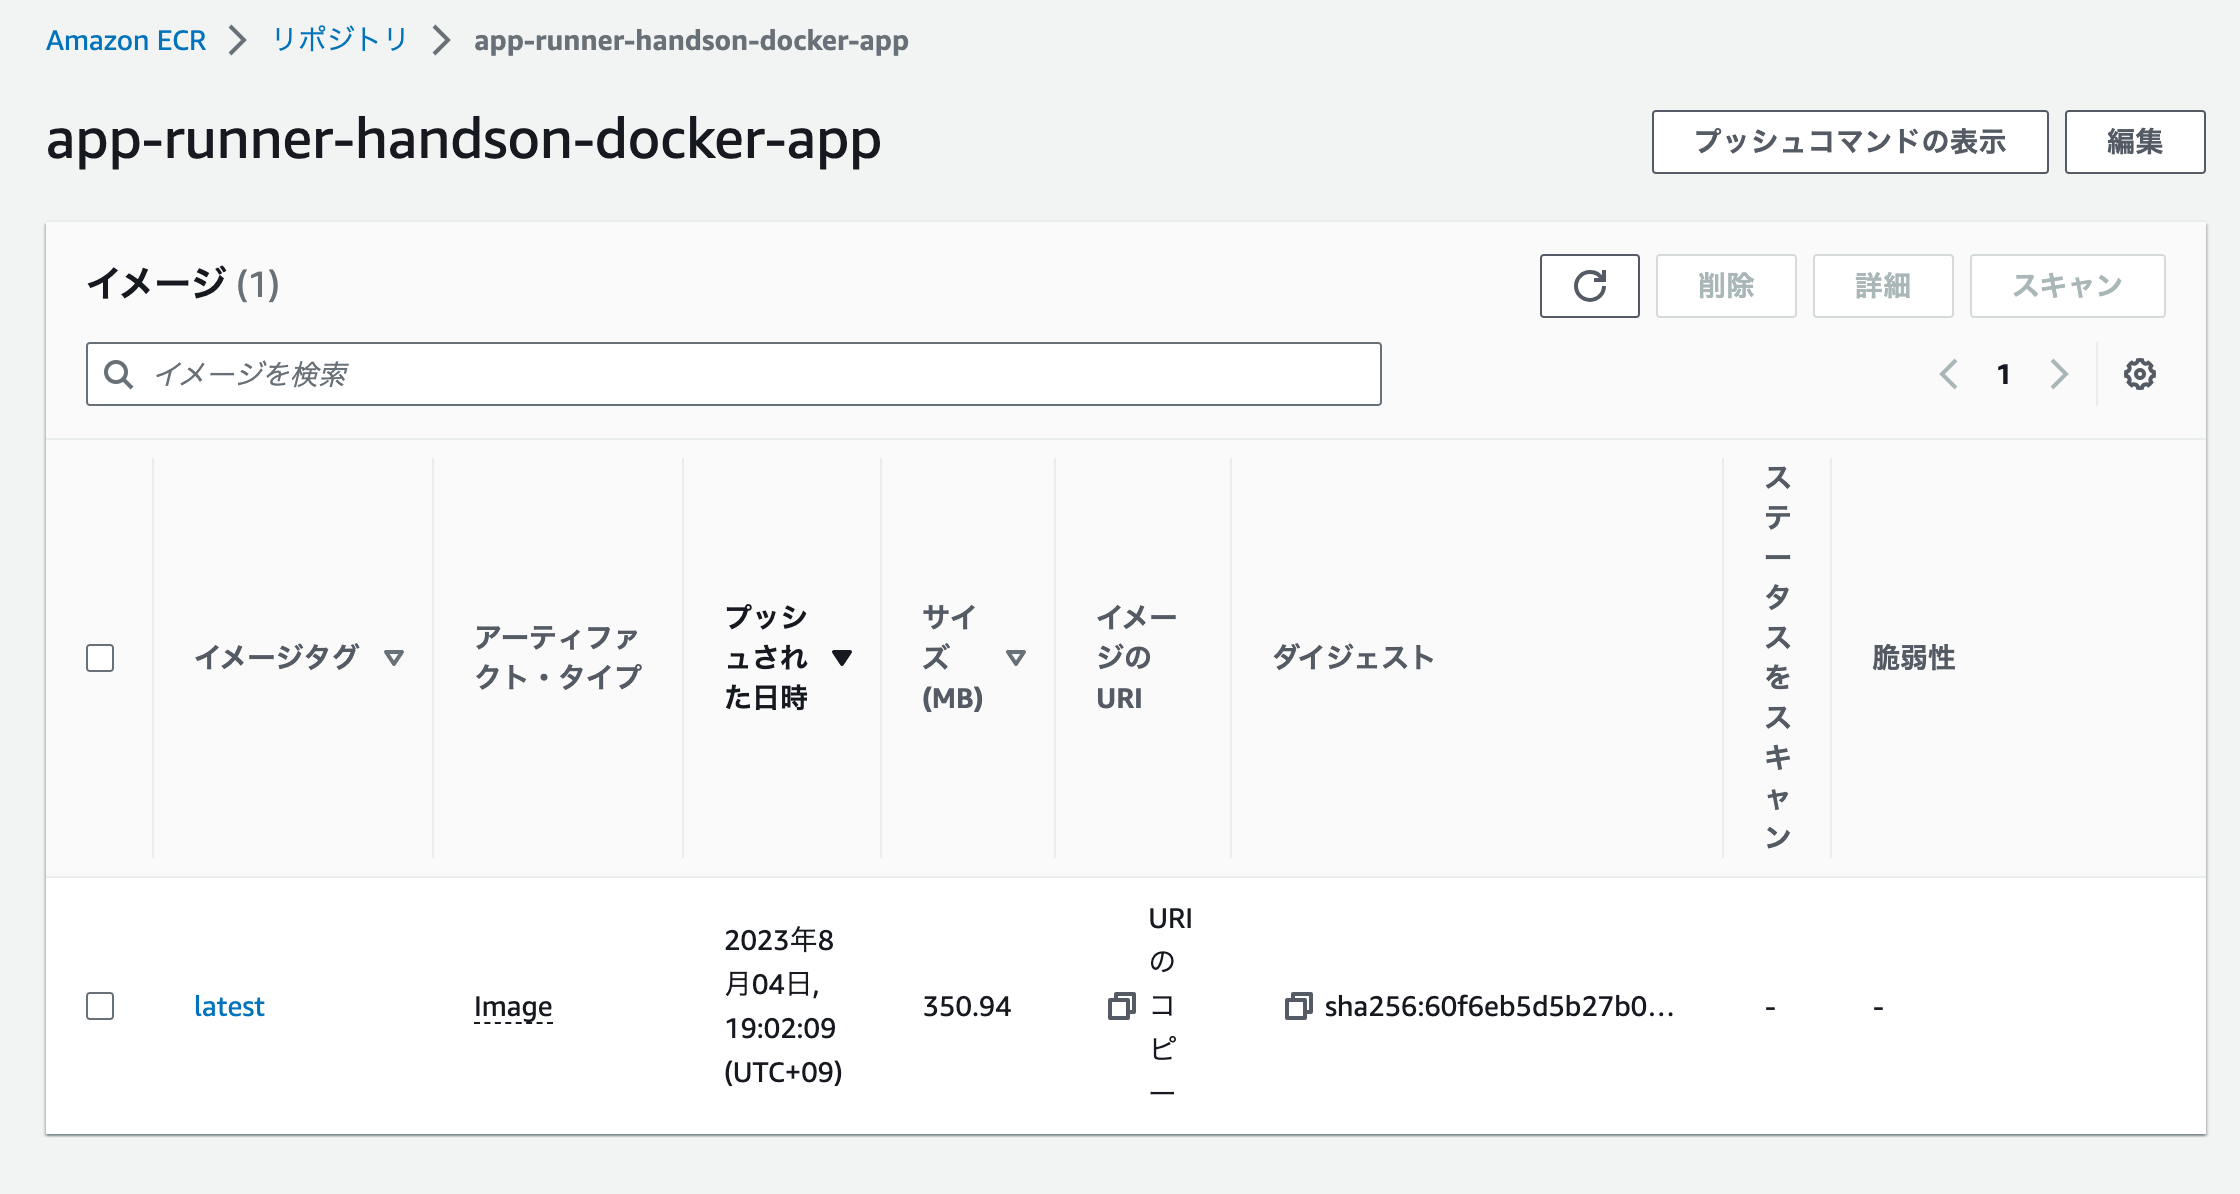 Amazon ECR > リポジトリ > app-runner-handson-docker-app
app-runner-handson-docker-app
プッシュコマンドの表示
編集
イメージ (1)
削除
詳細
スキャン
イメージを検索
1
イメージタグ
アーティファ
クト・タイプ
プッシ
ュされ
た日時
サイ
ズ
(MB)
イメー
ジの
URI
ダイジェスト
ス
テ
ー
タ
ス
を
ス
キ
ャ
ン
脆弱性
latest
Image
2023年8
月04日,
19:02:09
(UTC+09)
350.94
URI
の
コ
ピ
ー
sha256:60f6eb5d5b27b0...
-
-